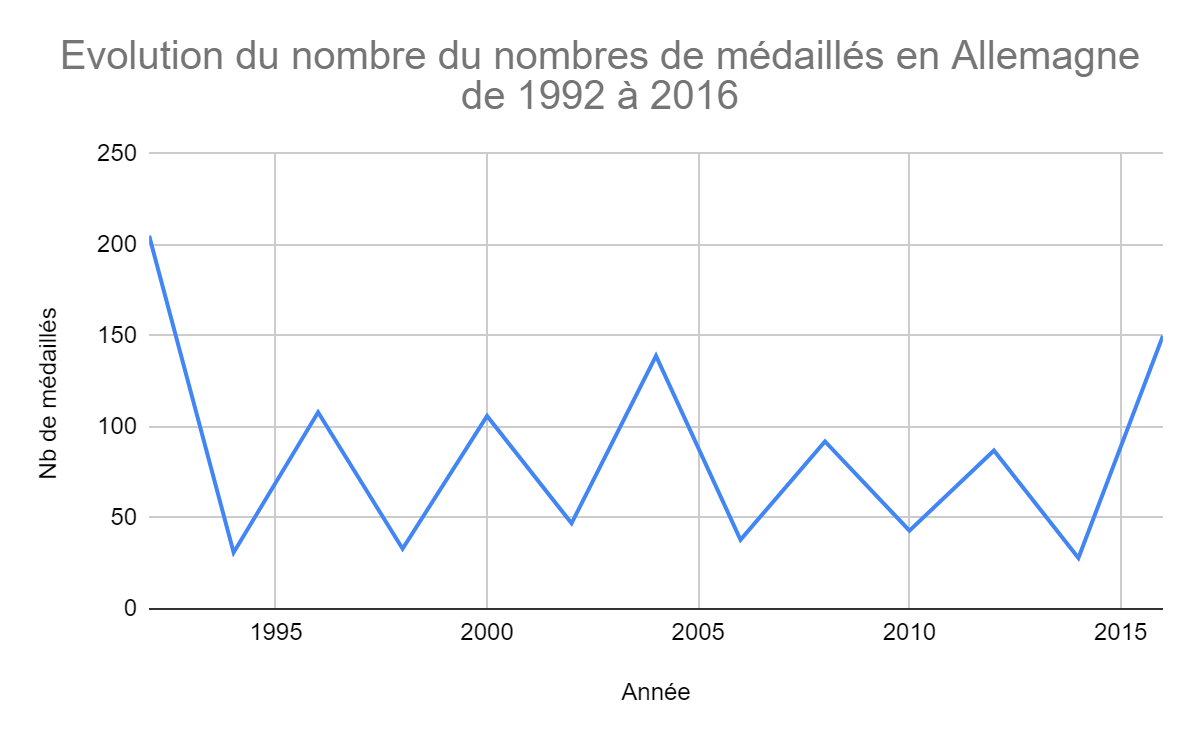 Evolution du nombre du nombres de médaillés en Allemagne
de 1992 à 2016
250
200
150
100
50
0
Nb de médaillés
1995
2000
2005
2010
2015
Année